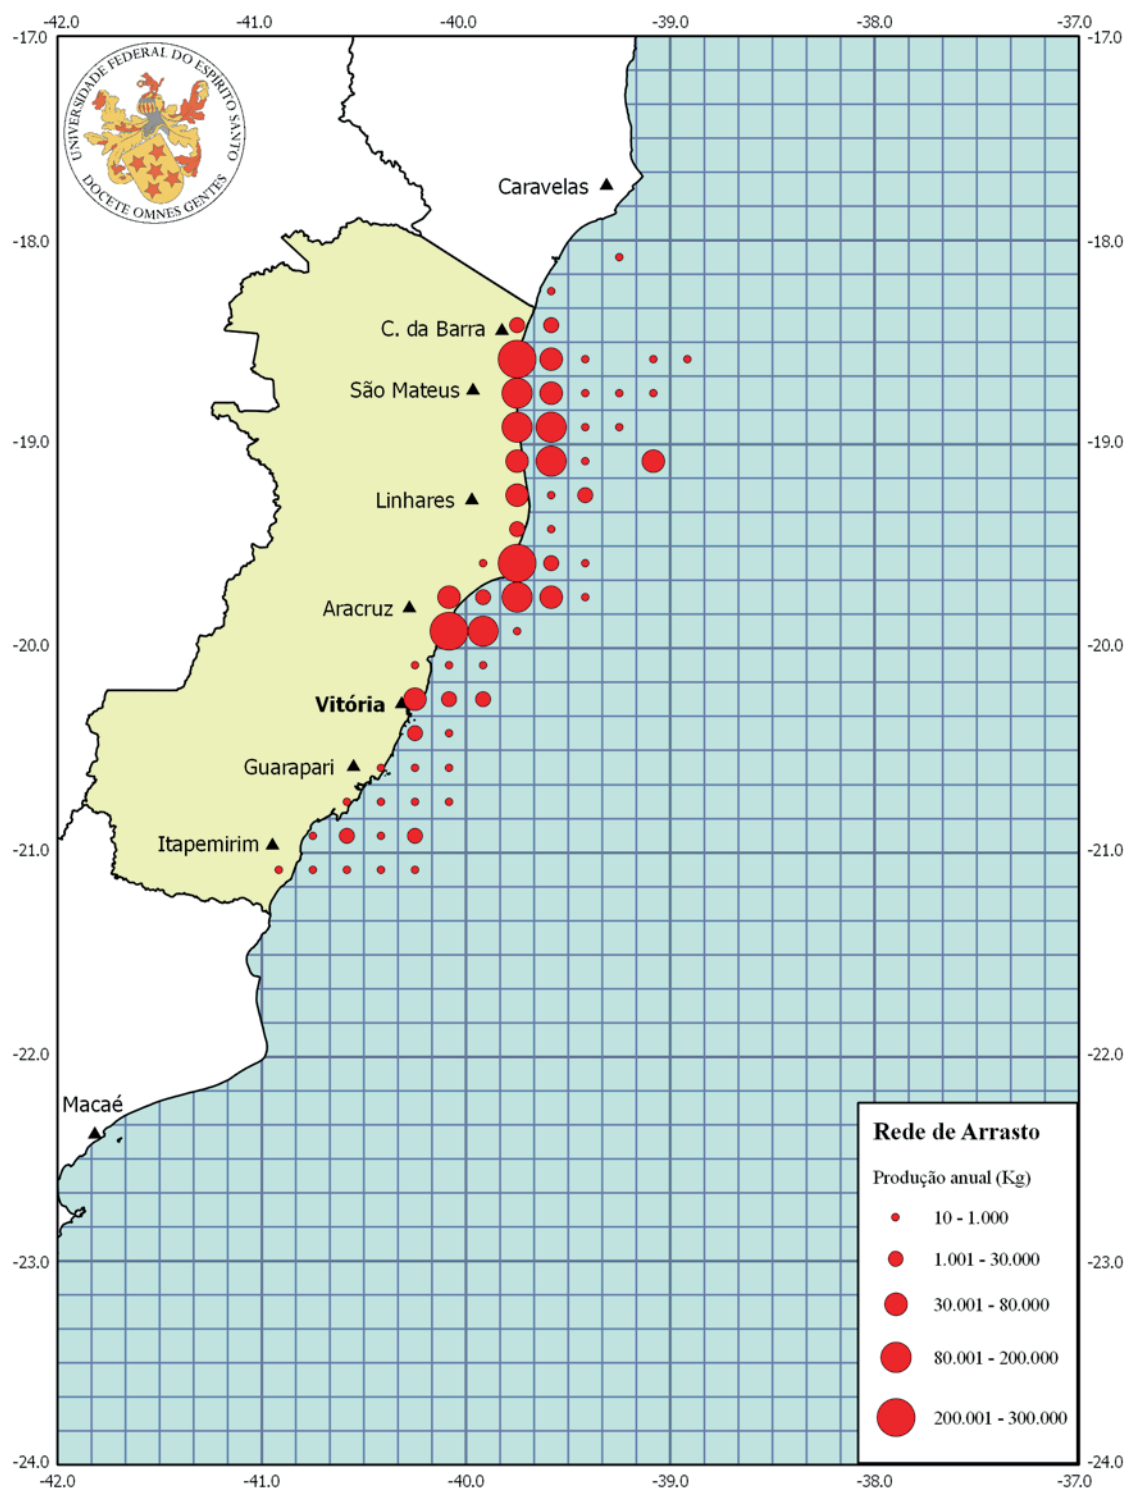 -42.0 -41.0 -40.0 -39.0 -38.0 -37.0
-17.0 -17.0
UNIVERSIDADE FEDERAL DO ESPÍRITO SANTO
DOCETE OMNES GENTES
Caravelas
-18.0 -18.0
C. da Barra
São Mateus
-19.0 -19.0
Linhares
Aracruz
-20.0 -20.0
Vitória
Guarapari
Itapemirim
-21.0 -21.0
-22.0 -22.0
Macaé
Rede de Arrasto
Produção anual (Kg)
10 - 1.000
1.001 - 30.000
30.001 - 80.000
80.001 - 200.000
200.001 - 300.000
-23.0 -23.0
-24.0 -24.0
-42.0 -41.0 -40.0 -39.0 -38.0 -37.0